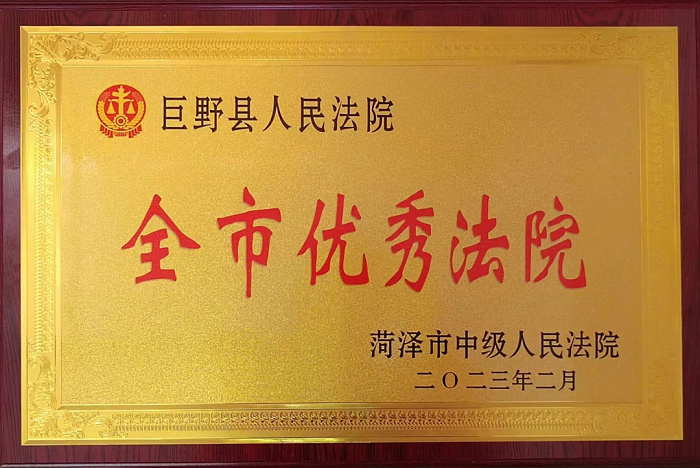 巨野县人民法院
全市优秀法院
菏泽市中级人民法院
二〇二三年二月